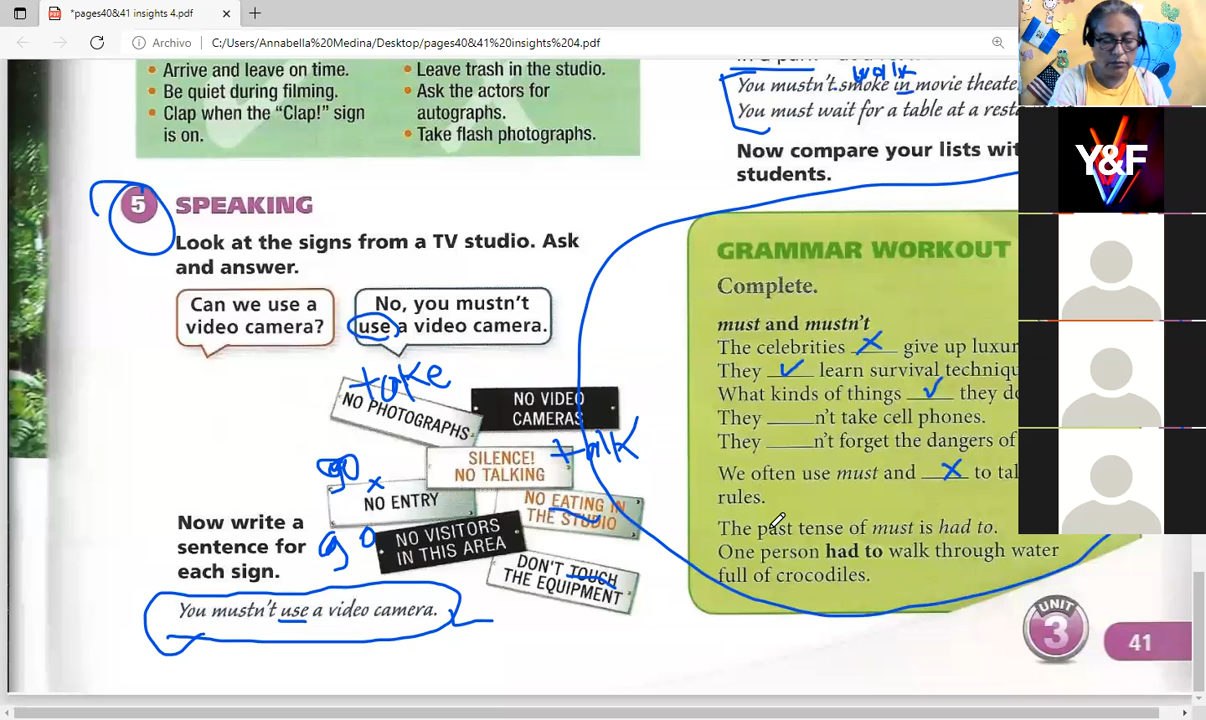 *pages40&41 insights 4.pdf
Archivo
C:/Users/Annabella%20Medina/Desktop/pages40&41%20insights%204.pdf
• Arrive and leave on time.
• Be quiet during filming.
• Clap when the "Clap!" sign
is on.
• Leave trash in the studio.
• Ask the actors for
autographs.
• Take flash photographs.
walk
You mustn't smoke in movie theate
You must wait for a table at a resta
Now compare your lists wit
students.
5 SPEAKING
Look at the signs from a TV studio. Ask
and answer.
Can we use a
video camera?
No, you mustn't
use a video camera.
take
NO PHOTOGRAPHS
NO VIDEO
CAMERAS
talk
SILENCE!
NO TALKING
go x
NO ENTRY
NO EATING IN
THE STUDIO
go
NO VISITORS
IN THIS AREA
DON'T TOUCH
THE EQUIPMENT
Now write a
sentence for
each sign.
You mustn't use a video camera.
GRAMMAR WORKOUT
Complete.
must and mustn't
The celebrities ____ give up luxur
They ____ learn survival techniqu
What kinds of things ____ they do
They ____n't take cell phones.
They ____n't forget the dangers of
We often use must and ____ to tal
rules.
The past tense of must is had to.
One person had to walk through water
full of crocodiles.
UNIT
3
41
Y&F